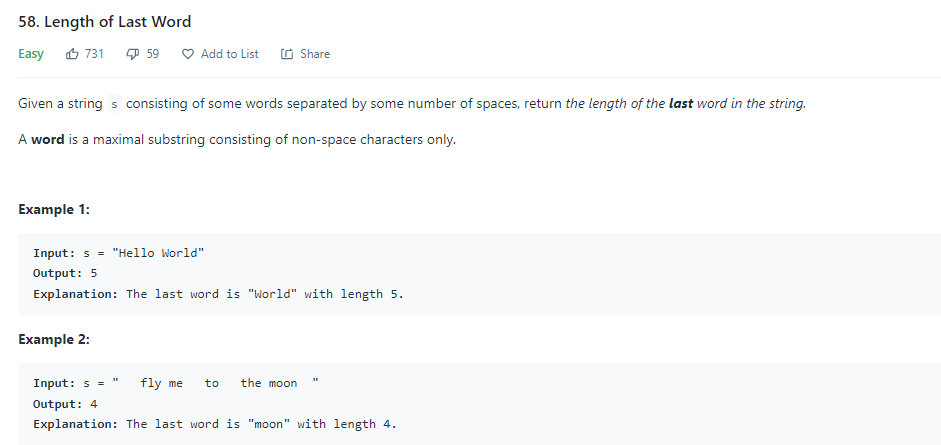 58. Length of Last Word
Easy 731 59 Add to List Share
Given a string s consisting of some words separated by some number of spaces, return the length of the last word in the string.
A word is a maximal substring consisting of non-space characters only.
Example 1:
Input: s = "Hello World"
Output: 5
Explanation: The last word is "World" with length 5.
Example 2:
Input: s = "   fly me   to   the moon  "
Output: 4
Explanation: The last word is "moon" with length 4.